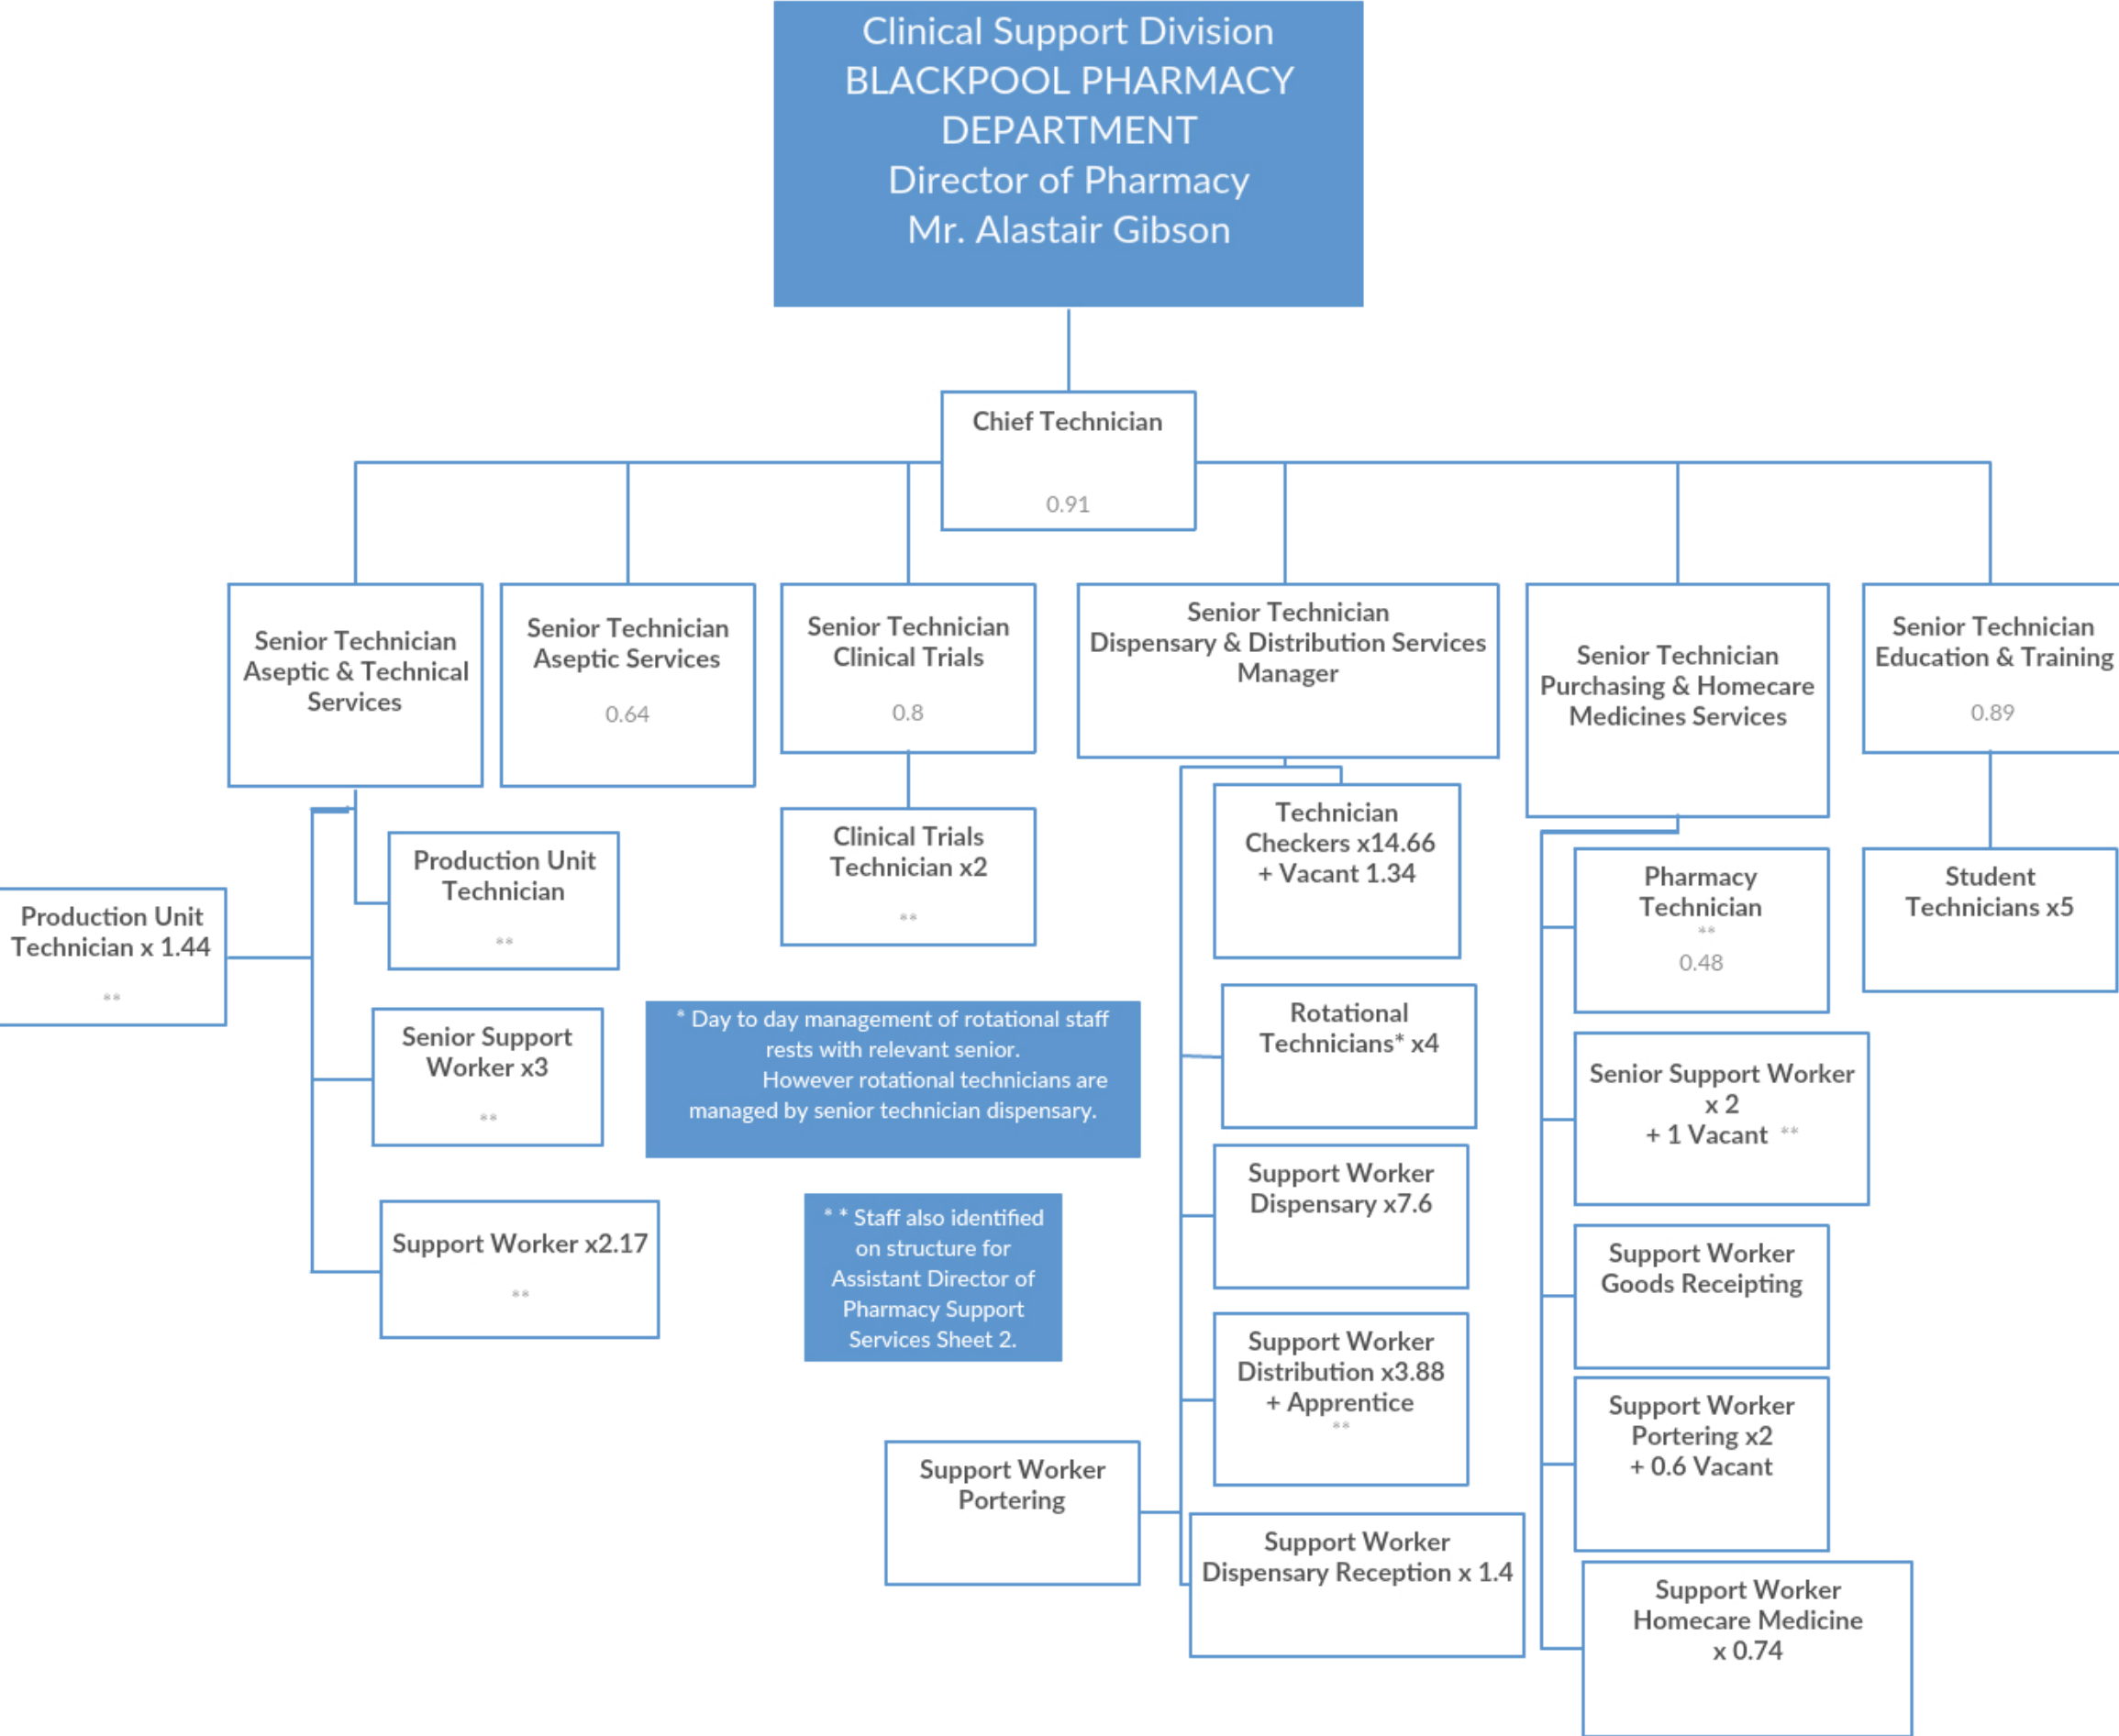 Clinical Support Division
BLACKPOOL PHARMACY
DEPARTMENT
Director of Pharmacy
Mr. Alastair Gibson
Chief Technician
0.91
Senior Technician
Aseptic & Technical
Services
Senior Technician
Aseptic Services
0.64
Senior Technician
Clinical Trials
0.8
Senior Technician
Dispensary & Distribution Services
Manager
Senior Technician
Purchasing & Homecare
Medicines Services
Senior Technician
Education & Training
0.89
Production Unit
Technician x 1.44
**
Production Unit
Technician
**
Senior Support
Worker x3
**
Support Worker x2.17
**
Clinical Trials
Technician x2
**
* Day to day management of rotational staff
rests with relevant senior.
However rotational technicians are
managed by senior technician dispensary.
* * Staff also identified
on structure for
Assistant Director of
Pharmacy Support
Services Sheet 2.
Technician
Checkers x14.66
+ Vacant 1.34
Rotational
Technicians* x4
Support Worker
Dispensary x7.6
Support Worker
Distribution x3.88
+ Apprentice
**
Support Worker
Portering
Support Worker
Dispensary Reception x 1.4
Pharmacy
Technician
**
0.48
Senior Support Worker
x 2
+ 1 Vacant **
Support Worker
Goods Receipting
Support Worker
Portering x2
+ 0.6 Vacant
Support Worker
Homecare Medicine
x 0.74
Student
Technicians x5